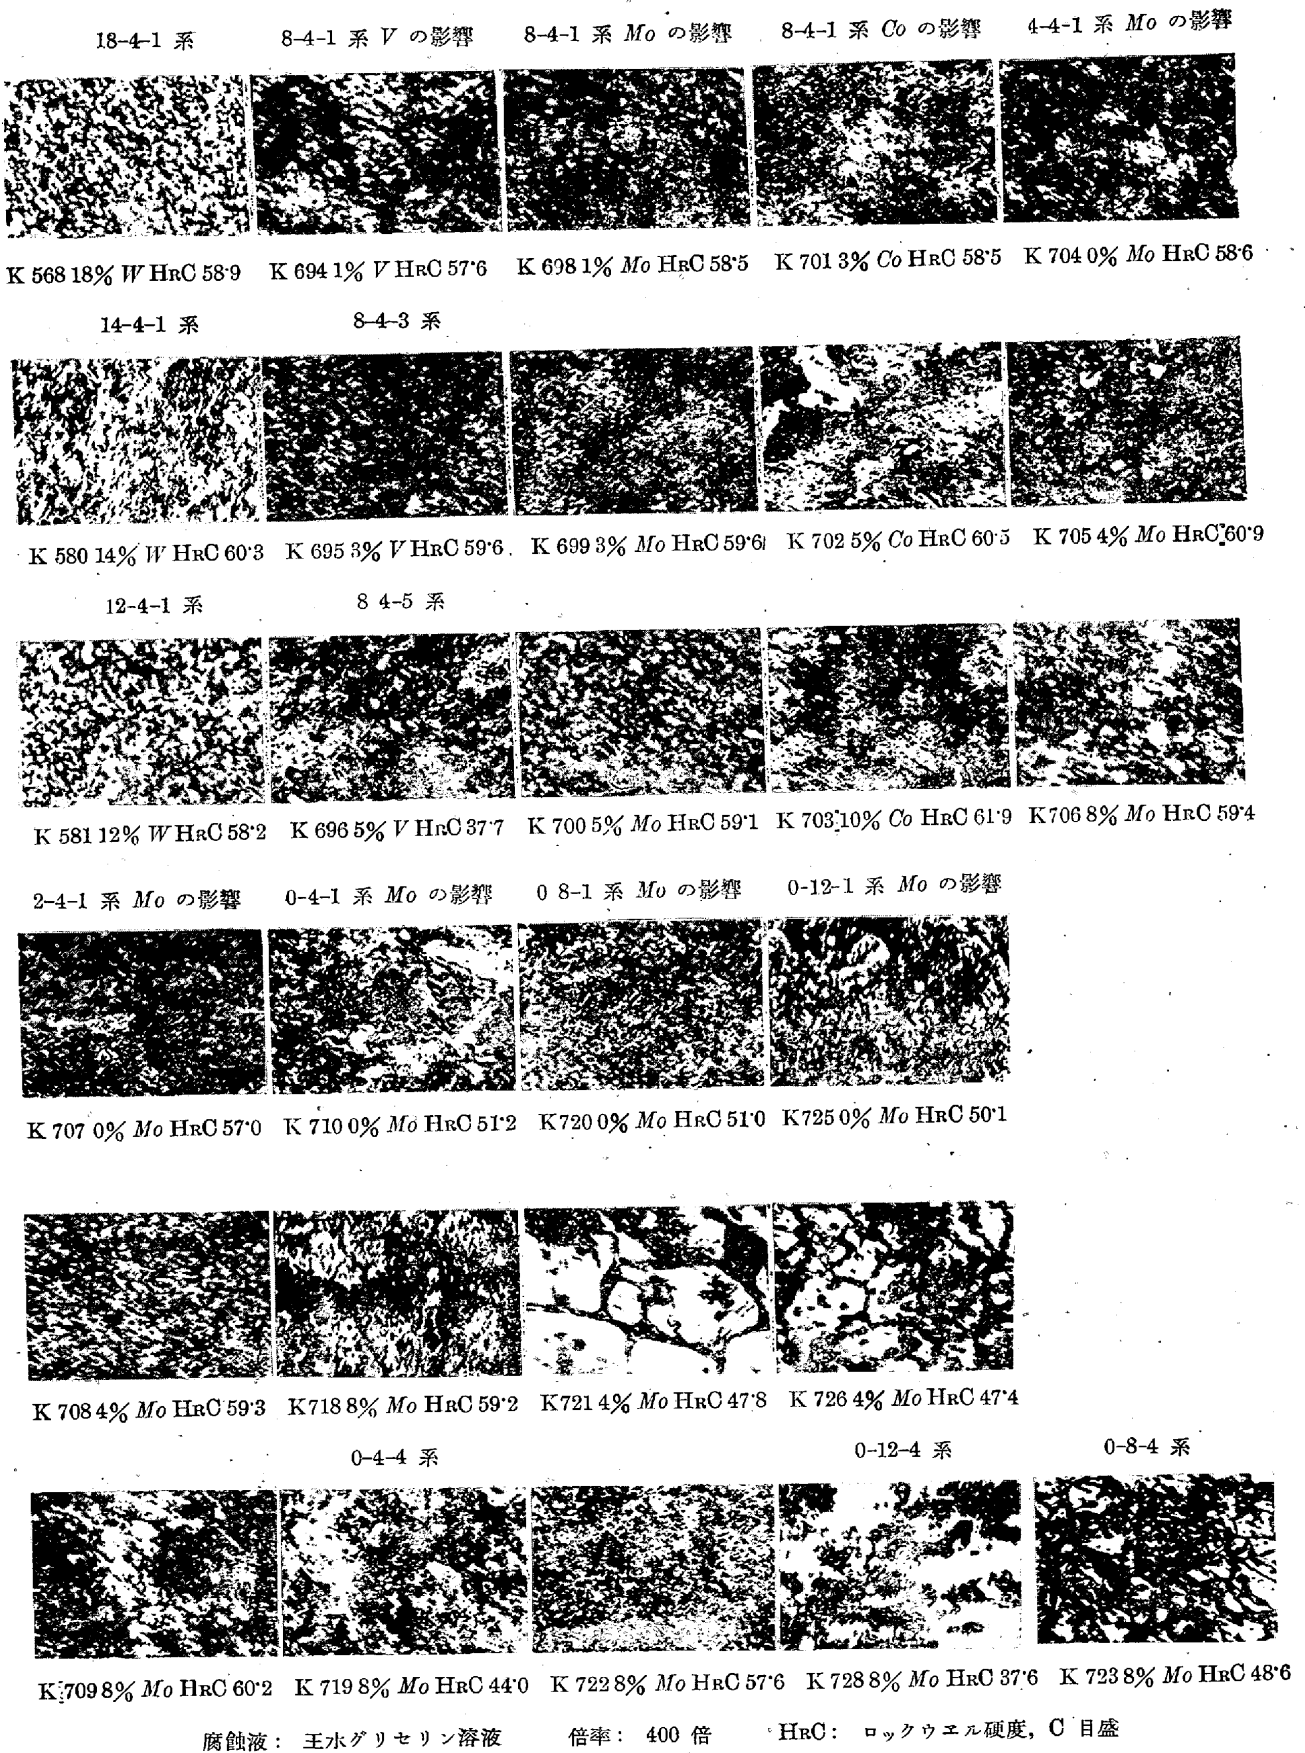 18-4-1 系 8-4-1 系 V の影響 8-4-1 系 Mo の影響 8-4-1 系 Co の影響 4-4-1 系 Mo の影響
K 568 18% W HRC 58·9 K 694 1% V HRC 57·6 K 698 1% Mo HRC 58·5 K 701 3% Co HRC 58·5 K 704 0% Mo HRC 58·6
14-4-1 系 8-4-3 系
K 580 14% W HRC 60·3 K 695 3% V HRC 59·6 K 699 3% Mo HRC 59·6 K 702 5% Co HRC 60·5 K 705 4% Mo HRC 60·9
12-4-1 系 8 4-5 系
K 581 12% W HRC 58·2 K 696 5% V HRC 37·7 K 700 5% Mo HRC 59·1 K 703 10% Co HRC 61·9 K 706 8% Mo HRC 59·4
2-4-1 系 Mo の影響 0-4-1 系 Mo の影響 0 8-1 系 Mo の影響 0-12-1 系 Mo の影響
K 707 0% Mo HRC 57·0 K 710 0% Mo HRC 51·2 K 720 0% Mo HRC 51·0 K 725 0% Mo HRC 50·1
K 708 4% Mo HRC 59·3 K 718 8% Mo HRC 59·2 K 721 4% Mo HRC 47·8 K 726 4% Mo HRC 47·4
0-4-4 系 0-12-4 系 0-8-4 系
K 709 8% Mo HRC 60·2 K 719 8% Mo HRC 44·0 K 722 8% Mo HRC 57·6 K 728 8% Mo HRC 37·6 K 723 8% Mo HRC 48·6
腐蝕液: 王水グリセリン溶液 倍率: 400 倍 HRC: ロックウエル硬度, C 目盛